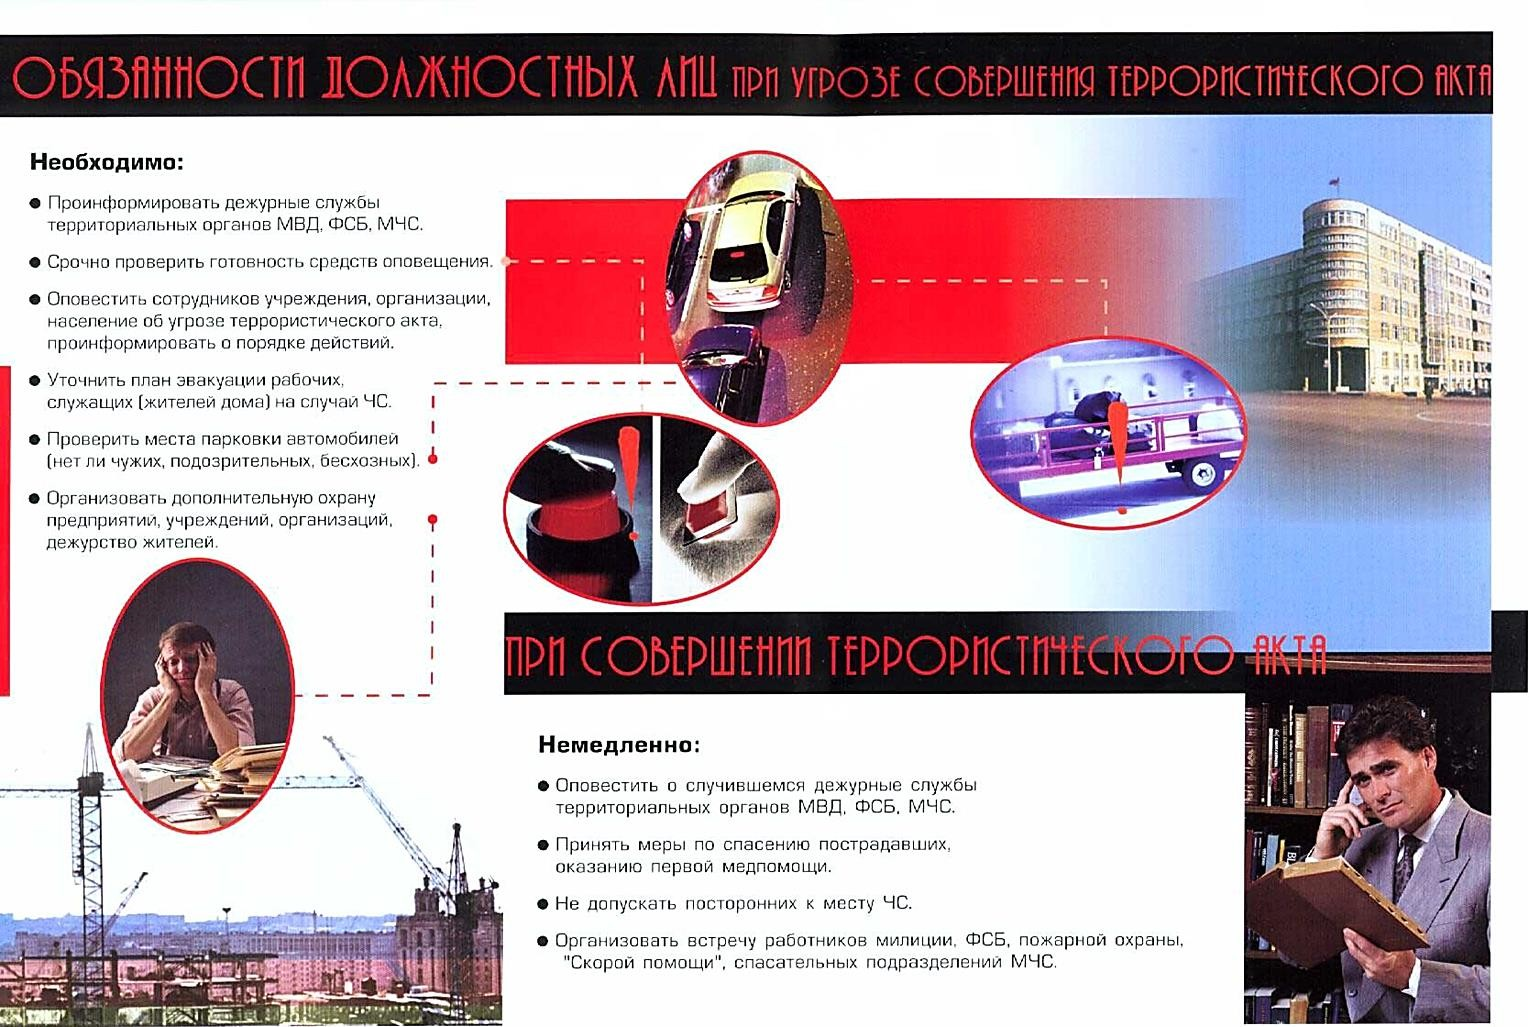 ОБЯЗАННОСТИ ДОЛЖНОСТНЫХ ЛИЦ ПРИ УГРОЗЕ СОВЕРШЕНИЯ ТЕРРОРИСТИЧЕСКОГО АКТА
Необходимо:
● Проинформировать дежурные службы
территориальных органов МВД, ФСБ, МЧС.
● Срочно проверить готовность средств оповещения.
● Оповестить сотрудников учреждения, организации,
население об угрозе террористического акта,
проинформировать о порядке действий.
● Уточнить план эвакуации рабочих,
служащих (жителей дома) на случай ЧС.
● Проверить места парковки автомобилей
(нет ли чужих, подозрительных, бесхозных).
● Организовать дополнительную охрану
предприятий, учреждений, организаций,
дежурство жителей.
ПРИ СОВЕРШЕНИИ ТЕРРОРИСТИЧЕСКОГО АКТА
Немедленно:
● Оповестить о случившемся дежурные службы
территориальных органов МВД, ФСБ, МЧС.
● Принять меры по спасению пострадавших,
оказанию первой медпомощи.
● Не допускать посторонних к месту ЧС.
● Организовать встречу работников милиции, ФСБ, пожарной охраны,
"Скорой помощи", спасательных подразделений МЧС.